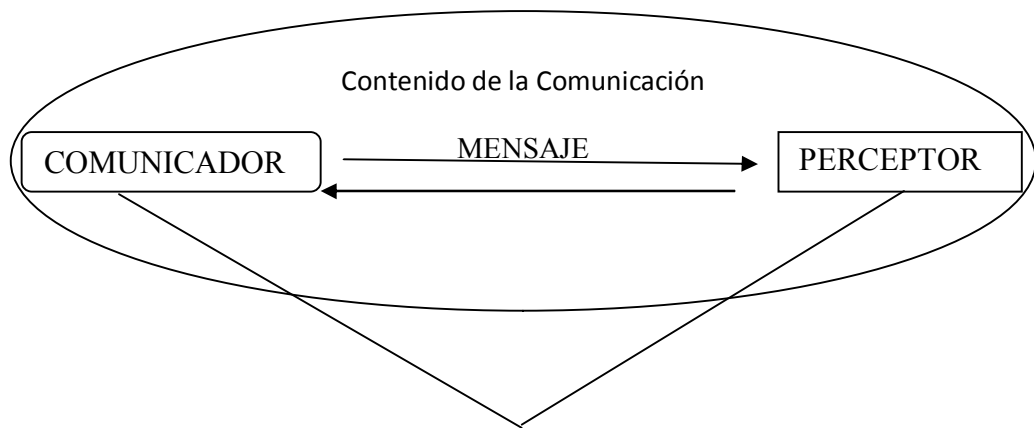 Contenido de la Comunicación
MENSAJE
COMUNICADOR
PERCEPTOR